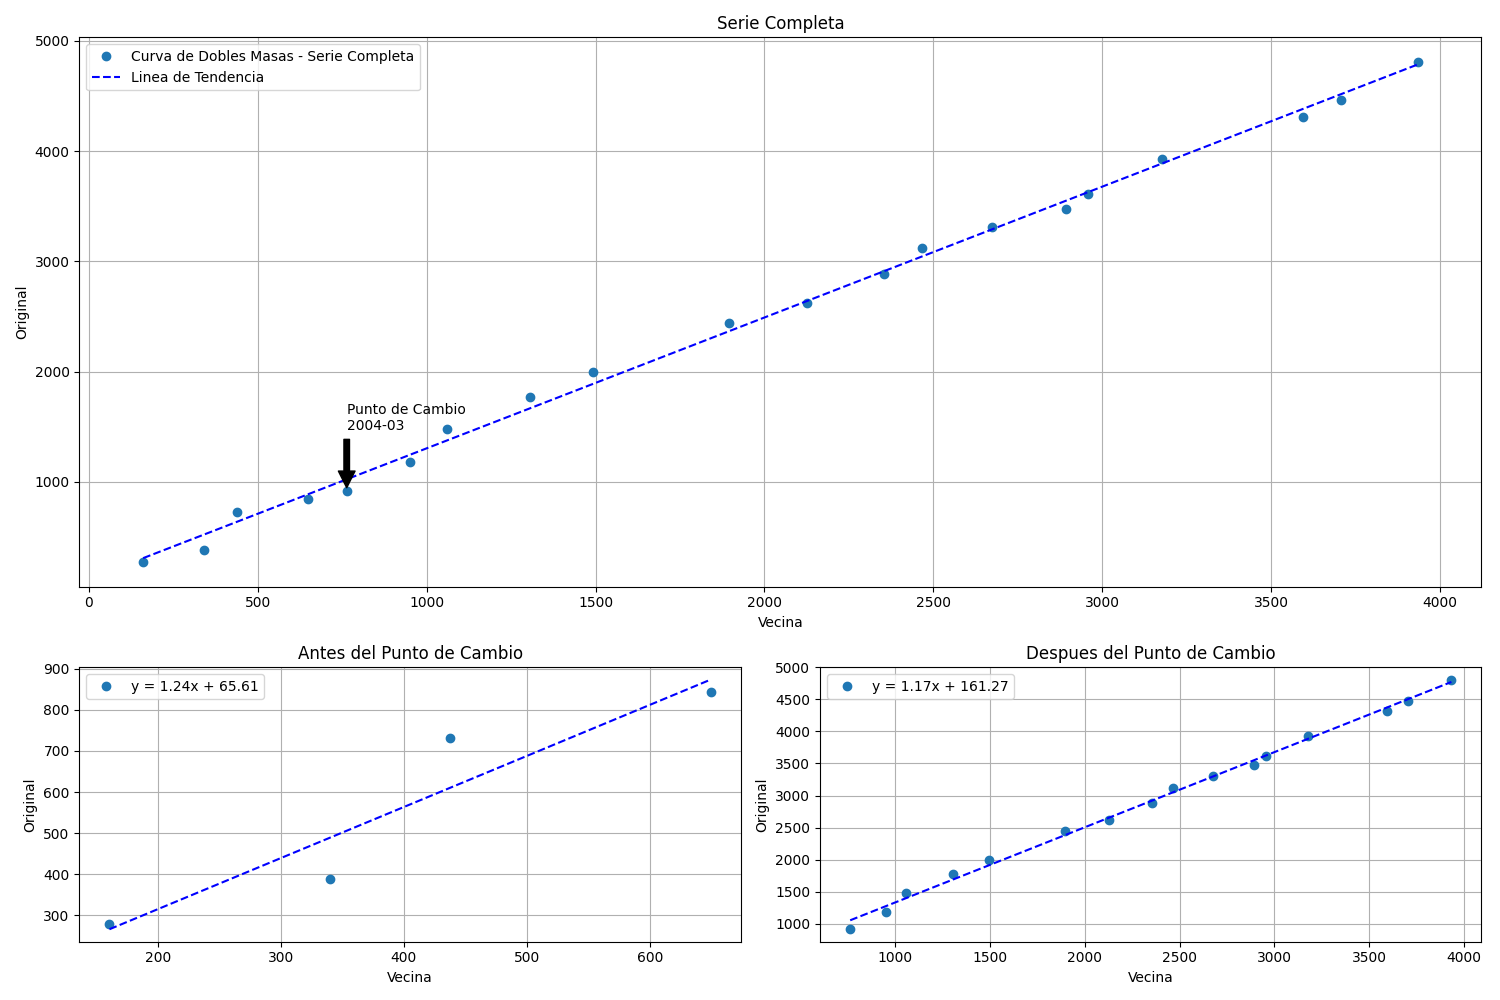 Serie Completa
Curva de Dobles Masas - Serie Completa
Linea de Tendencia
5000
4000
3000
2000
1000
Original
Punto de Cambio
2004-03
0 500 1000 1500 2000 2500 3000 3500 4000
Vecina
Antes del Punto de Cambio
y = 1.24x + 65.61
900
800
700
600
500
400
300
Original
200 300 400 500 600
Vecina
Despues del Punto de Cambio
y = 1.17x + 161.27
5000
4500
4000
3500
3000
2500
2000
1500
1000
Original
1000 1500 2000 2500 3000 3500 4000
Vecina